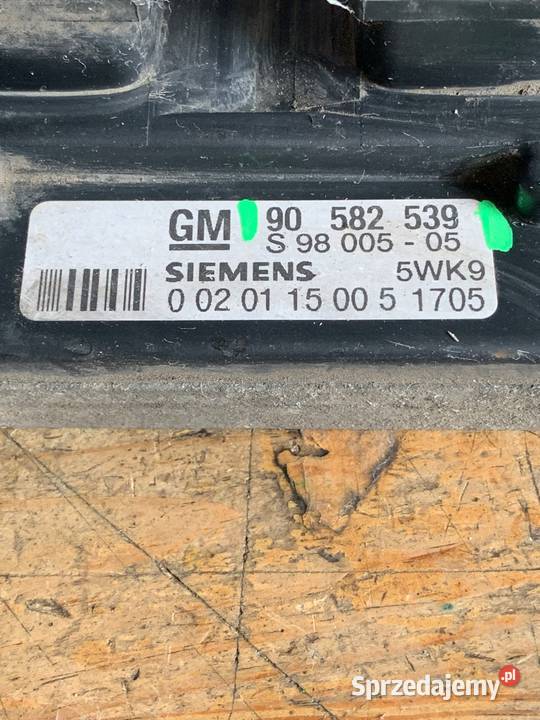 GM 90 582 539
S 98 005 - 05
SIEMENS 5WK9
0 02 01 15 00 5 1705
Sprzedajemy.pl